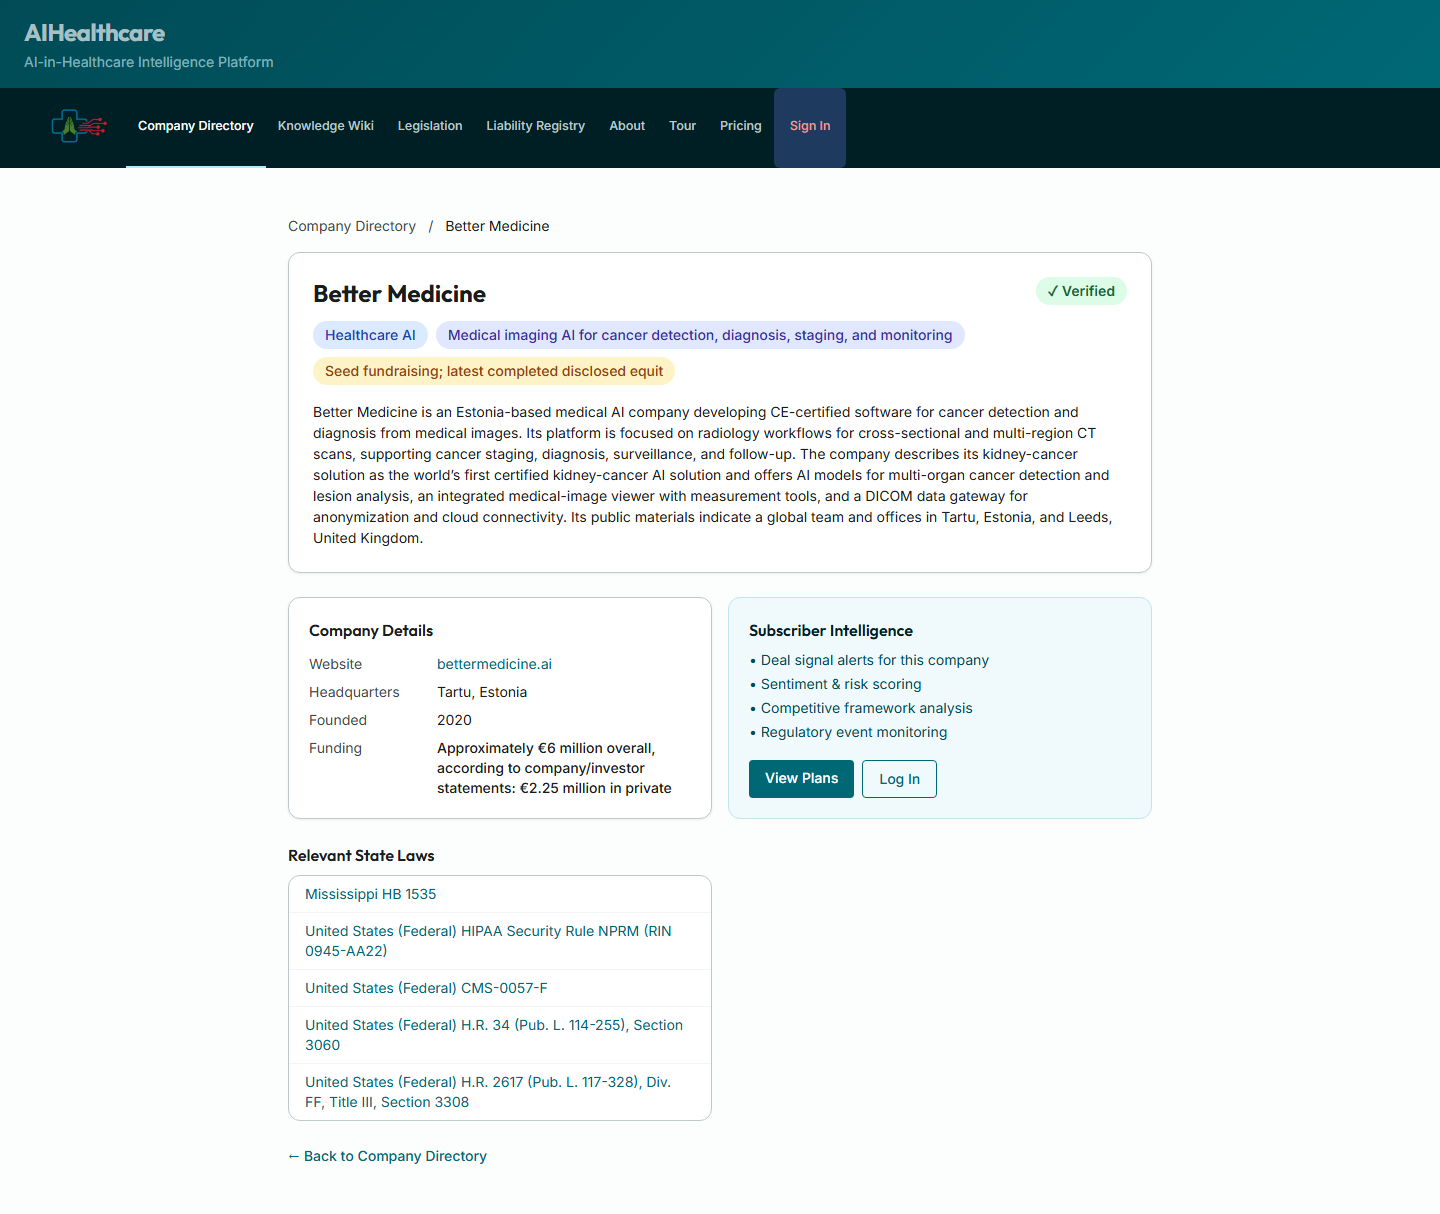 AIHealthcare
AI-in-Healthcare Intelligence Platform
Company Directory
Knowledge Wiki
Legislation
Liability Registry
About
Tour
Pricing
Sign In
Company Directory / Better Medicine
Better Medicine
✓ Verified
Healthcare AI
Medical imaging AI for cancer detection, diagnosis, staging, and monitoring
Seed fundraising; latest completed disclosed equit
Better Medicine is an Estonia-based medical AI company developing CE-certified software for cancer detection and
diagnosis from medical images. Its platform is focused on radiology workflows for cross-sectional and multi-region CT
scans, supporting cancer staging, diagnosis, surveillance, and follow-up. The company describes its kidney-cancer
solution as the world's first certified kidney-cancer AI solution and offers AI models for multi-organ cancer detection and
lesion analysis, an integrated medical-image viewer with measurement tools, and a DICOM data gateway for
anonymization and cloud connectivity. Its public materials indicate a global team and offices in Tartu, Estonia, and Leeds,
United Kingdom.
Company Details
Website bettermedicine.ai
Headquarters Tartu, Estonia
Founded 2020
Funding Approximately €6 million overall,
according to company/investor
statements: €2.25 million in private
Subscriber Intelligence
• Deal signal alerts for this company
• Sentiment & risk scoring
• Competitive framework analysis
• Regulatory event monitoring
View Plans
Log In
Relevant State Laws
Mississippi HB 1535
United States (Federal) HIPAA Security Rule NPRM (RIN
0945-AA22)
United States (Federal) CMS-0057-F
United States (Federal) H.R. 34 (Pub. L. 114-255), Section
3060
United States (Federal) H.R. 2617 (Pub. L. 117-328), Div.
FF, Title III, Section 3308
← Back to Company Directory